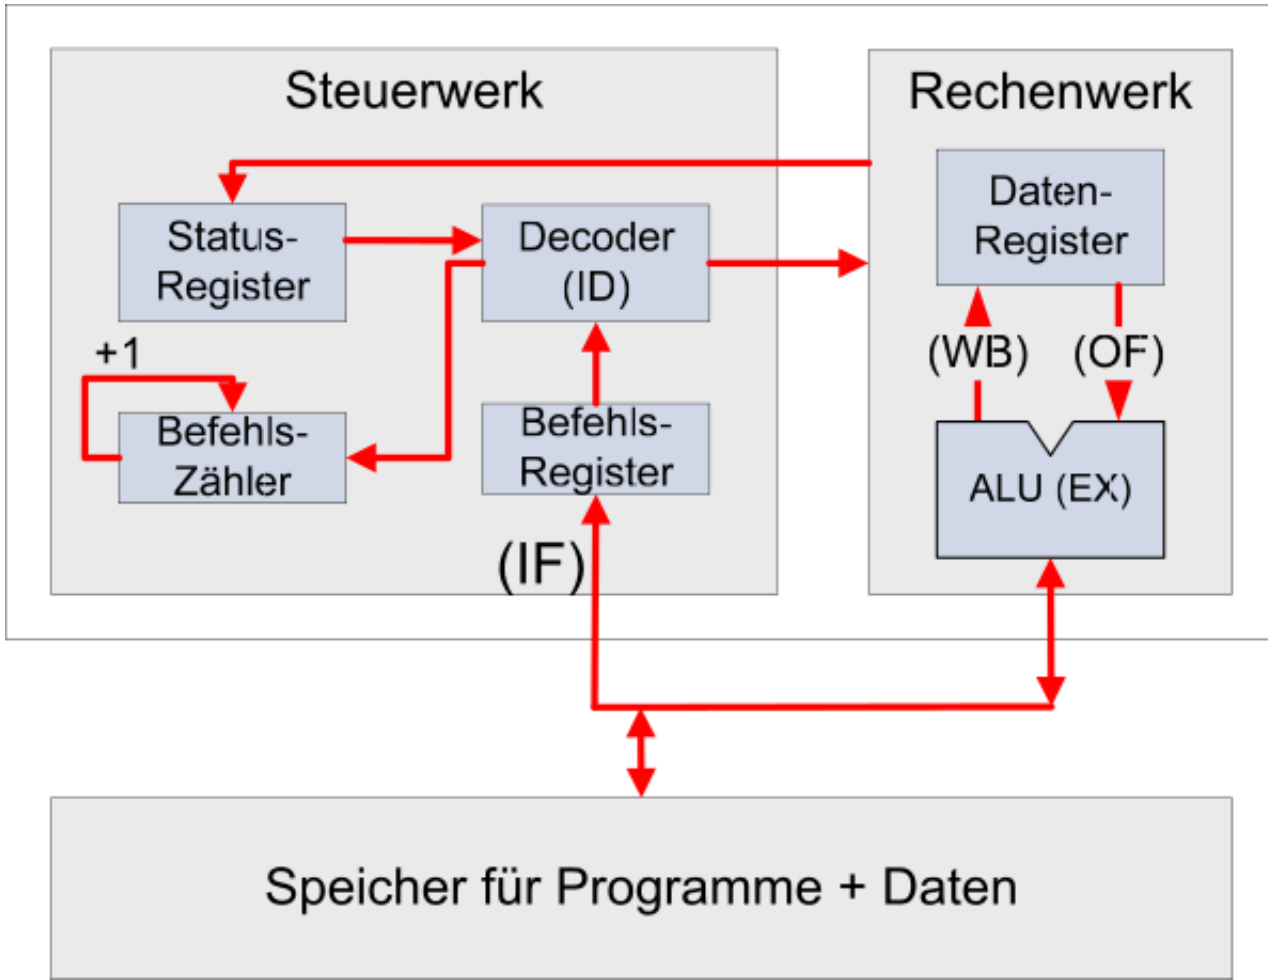 Steuerwerk
Rechenwerk
Status-
Register
Decoder
(ID)
Daten-
Register
+1
(WB)
(OF)
Befehls-
Zähler
Befehls-
Register
ALU (EX)
(IF)
Speicher für Programme + Daten